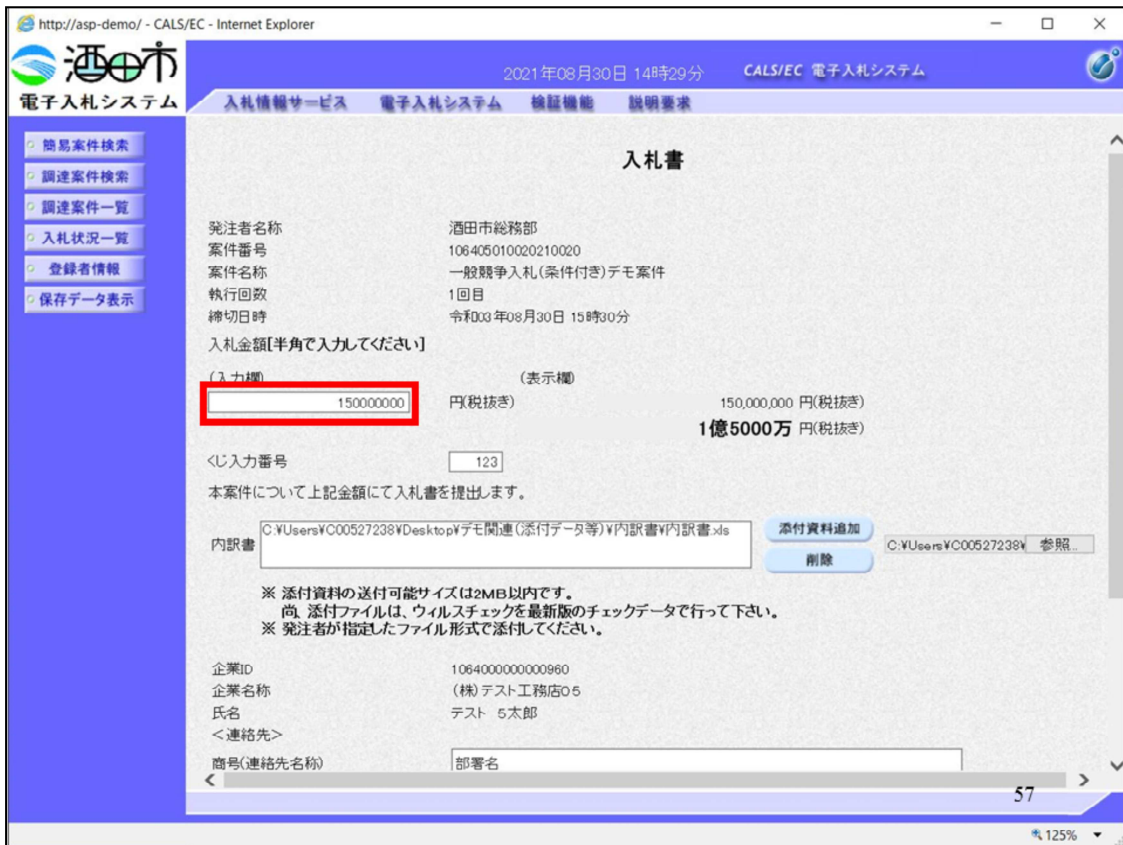 http://asp-demo/ - CALS/EC - Internet Explorer
酒田市
電子入札システム
2021年08月30日 14時29分
CALS/EC 電子入札システム
入札情報サービス 電子入札システム 検証機能 説明要求
簡易案件検索
調達案件検索
調達案件一覧
入札状況一覧
登録者情報
保存データ表示
入札書
発注者名称 酒田市総務部
案件番号 106405010020210020
案件名称 一般競争入札(条件付き)デモ案件
執行回数 1回目
締切日時 令和03年08月30日 15時30分
入札金額[半角で入力してください]
(入力欄) (表示欄)
150000000 円(税抜き) 150,000,000 円(税抜き)
1億5000万 円(税抜き)
くじ入力番号 123
本案件について上記金額にて入札書を提出します。
内訳書 C:¥Users¥C00527238¥Desktop¥デモ関連(添付データ等)¥内訳書¥内訳書.xls 添付資料追加 削除 C:¥Users¥C00527238¥ 参照...
※ 添付資料の送付可能サイズは2MB以内です。
尚、添付ファイルは、ウィルスチェックを最新版のチェックデータで行って下さい。
※ 発注者が指定したファイル形式で添付してください。
企業ID 1064000000000960
企業名称 (株)テスト工務店05
氏名 テスト 5太郎
<連絡先>
商号(連絡先名称) 部署名
57
125%